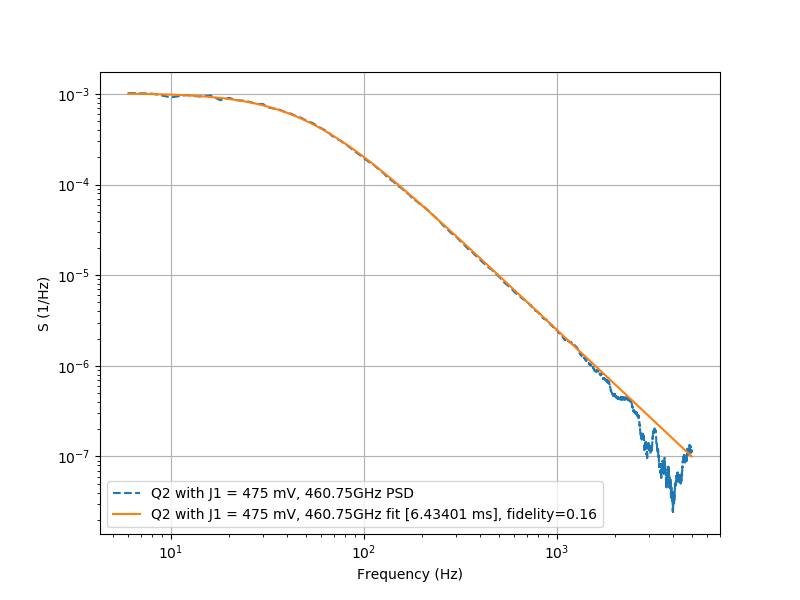 10⁻³
10⁻⁴
10⁻⁵
10⁻⁶
10⁻⁷
S (1/Hz)
Q2 with J1 = 475 mV, 460.75GHz PSD
Q2 with J1 = 475 mV, 460.75GHz fit [6.43401 ms], fidelity=0.16
10¹ 10² 10³
Frequency (Hz)